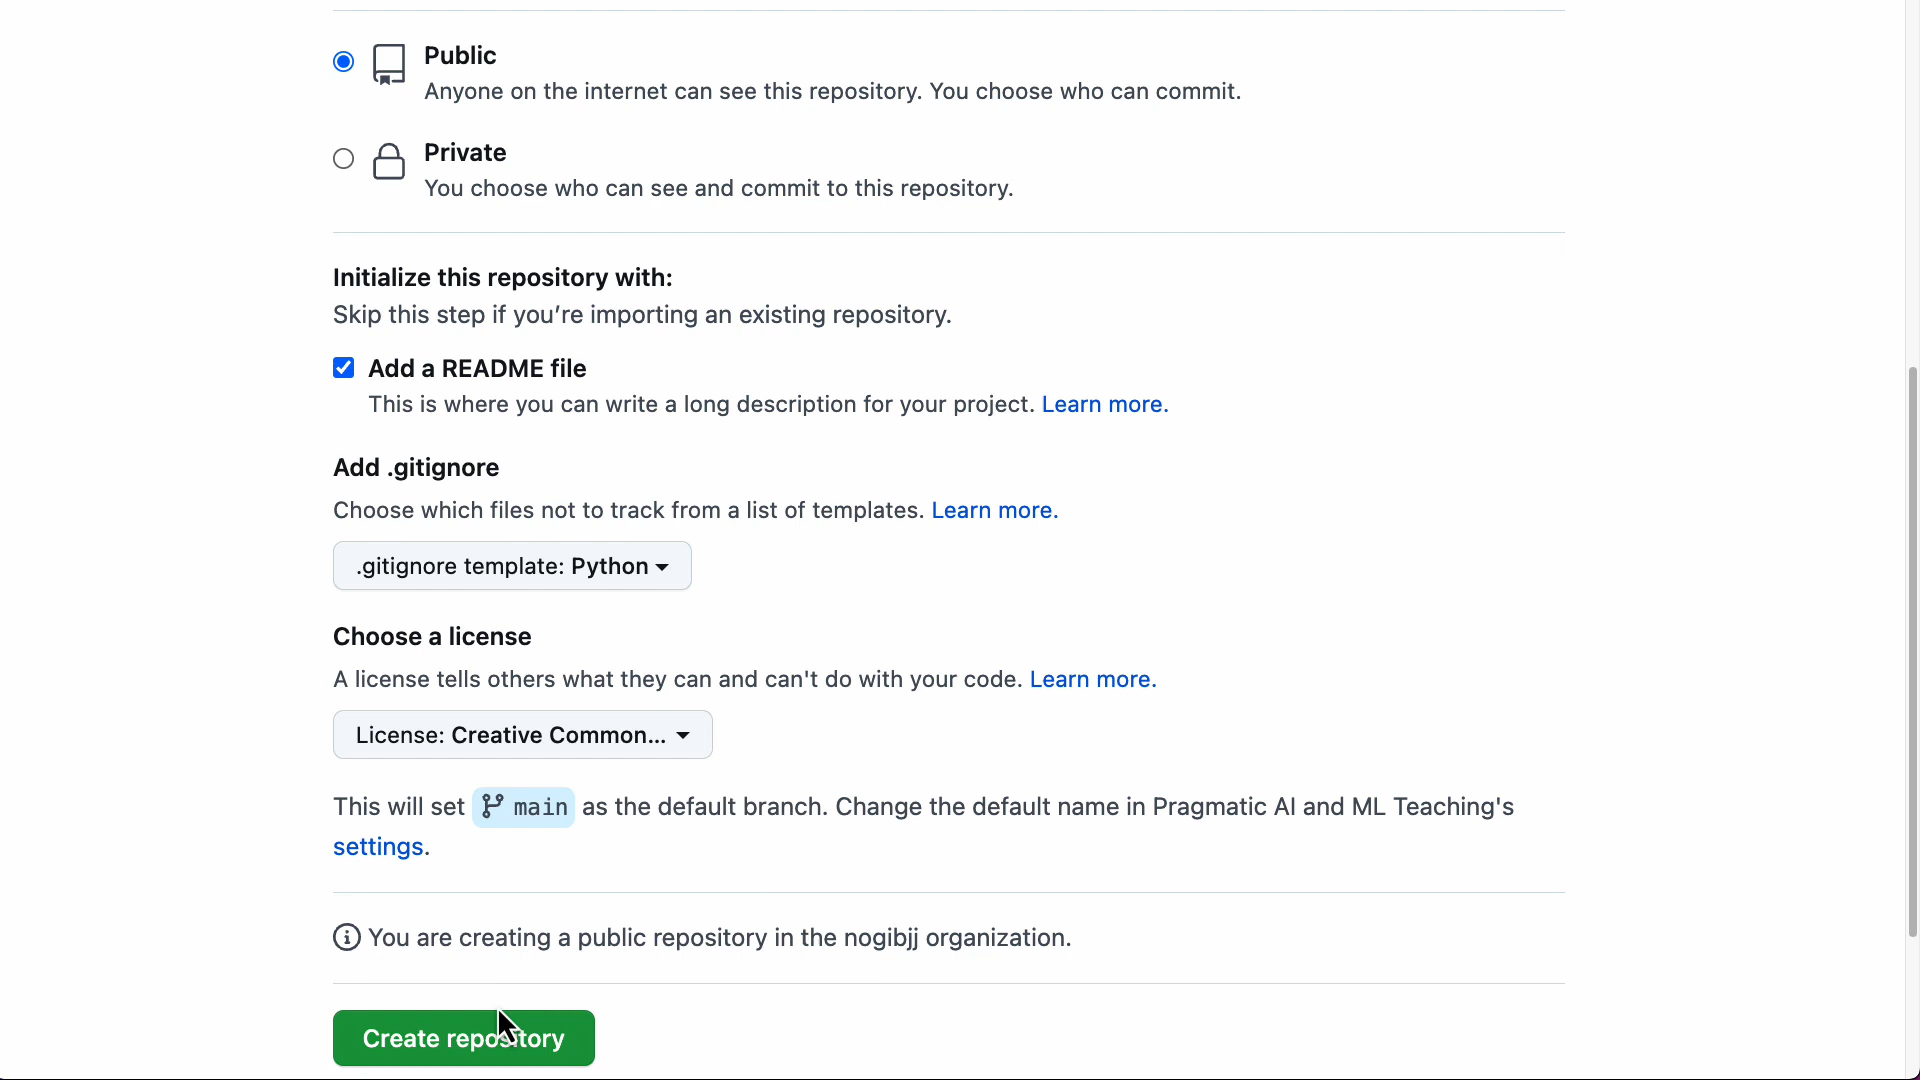 Public
Anyone on the internet can see this repository. You choose who can commit.
Private
You choose who can see and commit to this repository.
Initialize this repository with:
Skip this step if you’re importing an existing repository.
Add a README file
This is where you can write a long description for your project. Learn more.
Add .gitignore
Choose which files not to track from a list of templates. Learn more.
.gitignore template: Python
Choose a license
A license tells others what they can and can't do with your code. Learn more.
License: Creative Common...
This will set main as the default branch. Change the default name in Pragmatic AI and ML Teaching's
settings.
You are creating a public repository in the nogibjj organization.
Create repository